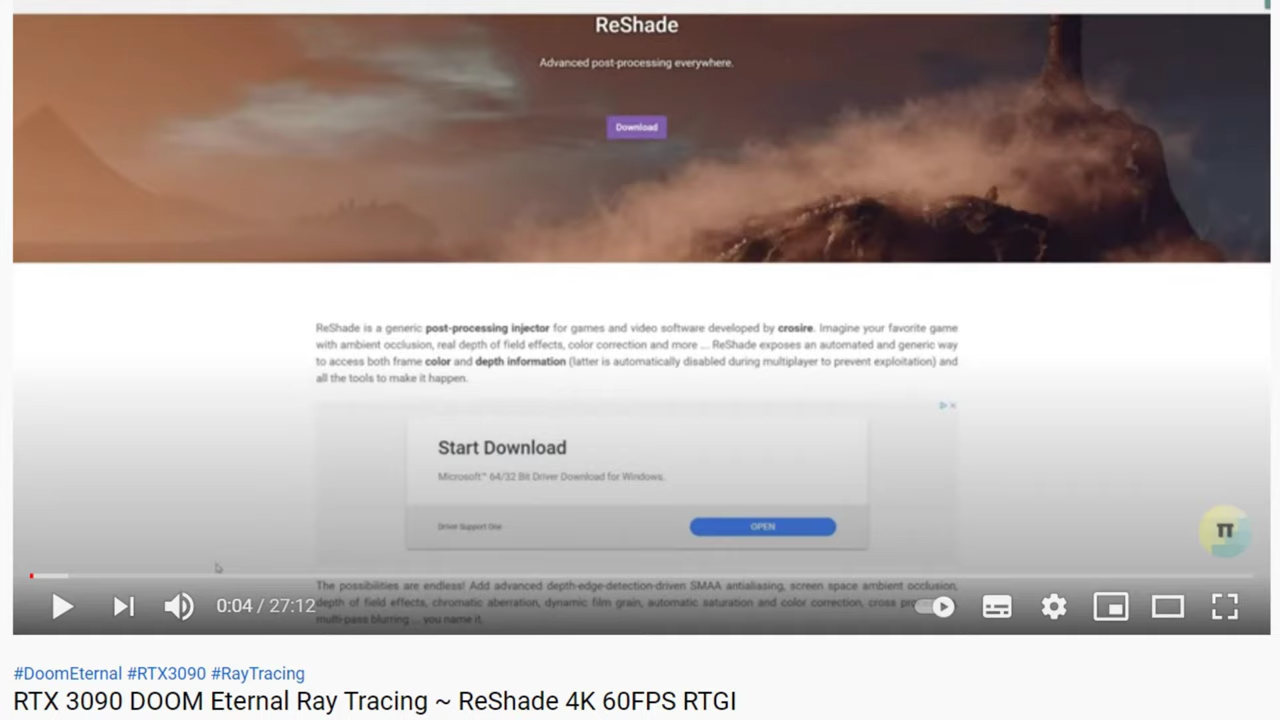 ReShade
Advanced post-processing everywhere.
Download
ReShade is a generic post-processing injector for games and video software developed by crosire. Imagine your favorite game
with ambient occlusion, real depth of field effects, color correction and more ... ReShade exposes an automated and generic way
to access both frame color and depth information (latter is automatically disabled during multiplayer to prevent exploitation) and
all the tools to make it happen.
Start Download
Microsoft™ 64/32 Bit Driver Download for Windows.
Driver Support One
OPEN
The possibilities are endless! Add advanced depth-edge-detection-driven SMAA antialiasing, screen space ambient occlusion,
depth of field effects, chromatic aberration, dynamic film grain, automatic saturation and color correction, cross
multi-pass blurring ... you name it.
0:04 / 27:12
#DoomEternal #RTX3090 #RayTracing
RTX 3090 DOOM Eternal Ray Tracing ~ ReShade 4K 60FPS RTGI